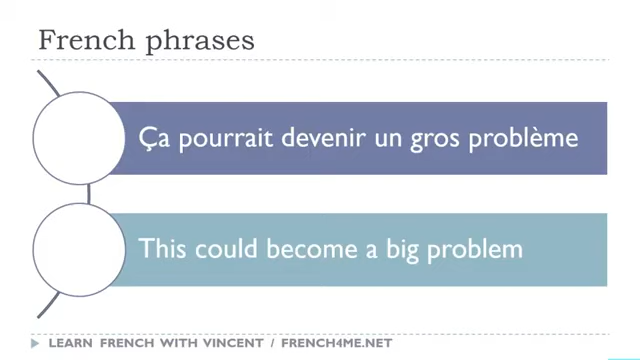 French phrases
Ça pourrait devenir un gros problème
This could become a big problem
LEARN FRENCH WITH VINCENT / FRENCH4ME.NET